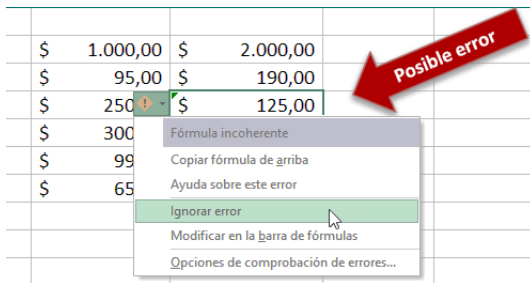 $ 1.000,00 $ 2.000,00
Posible error
$ 95,00 $ 190,00
$ 250 $ 125,00
$ 300
Fórmula incoherente
$ 99
Copiar fórmula de arriba
$ 65
Ayuda sobre este error
Ignorar error
Modificar en la barra de fórmulas
Opciones de comprobación de errores...